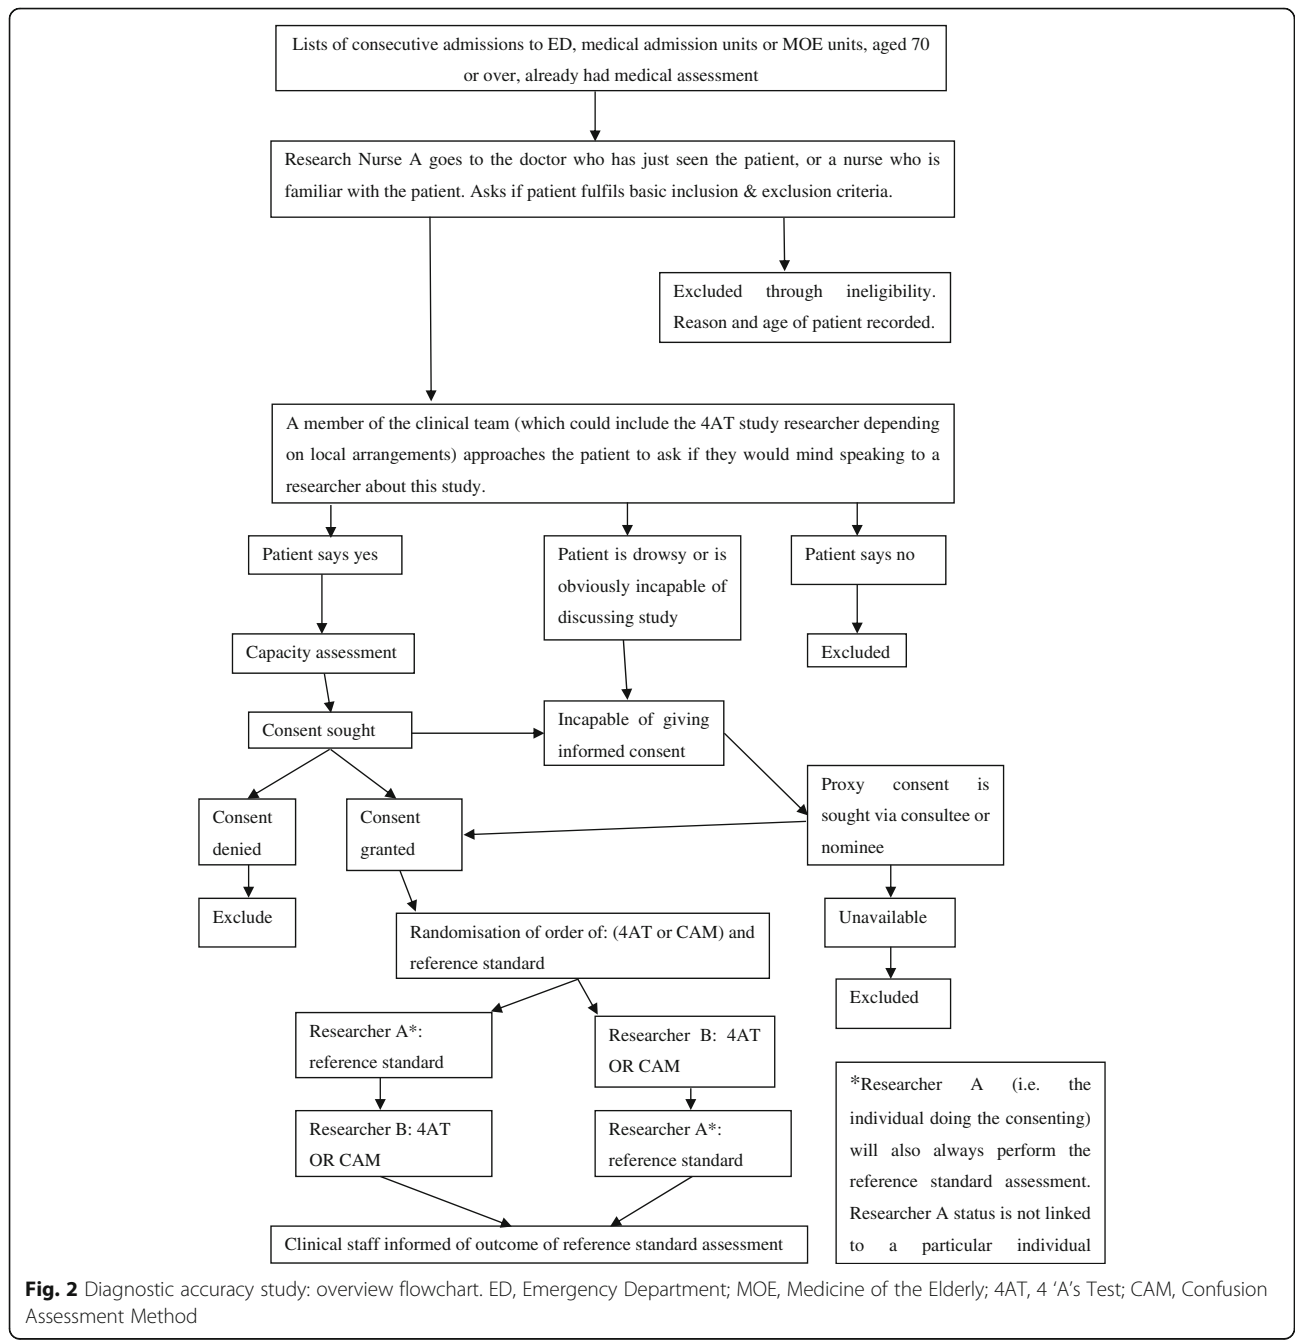 Lists of consecutive admissions to ED, medical admission units or MOE units, aged 70
or over, already had medical assessment
Research Nurse A goes to the doctor who has just seen the patient, or a nurse who is
familiar with the patient. Asks if patient fulfils basic inclusion & exclusion criteria.
Excluded through ineligibility.
Reason and age of patient recorded.
A member of the clinical team (which could include the 4AT study researcher depending
on local arrangements) approaches the patient to ask if they would mind speaking to a
researcher about this study.
Patient says yes
Patient is drowsy or is
obviously incapable of
discussing study
Patient says no
Capacity assessment
Excluded
Consent sought
Incapable of giving
informed consent
Proxy consent is
sought via consultee or
nominee
Consent
denied
Consent
granted
Exclude
Unavailable
Randomisation of order of: (4AT or CAM) and
reference standard
Excluded
Researcher A*:
reference standard
Researcher B: 4AT
OR CAM
Researcher B: 4AT
OR CAM
Researcher A*:
reference standard
*Researcher A (i.e. the
individual doing the consenting)
will also always perform the
reference standard assessment.
Researcher A status is not linked
to a particular individual
Clinical staff informed of outcome of reference standard assessment
Fig. 2 Diagnostic accuracy study: overview flowchart. ED, Emergency Department; MOE, Medicine of the Elderly; 4AT, 4 ‘A’s Test; CAM, Confusion
Assessment Method